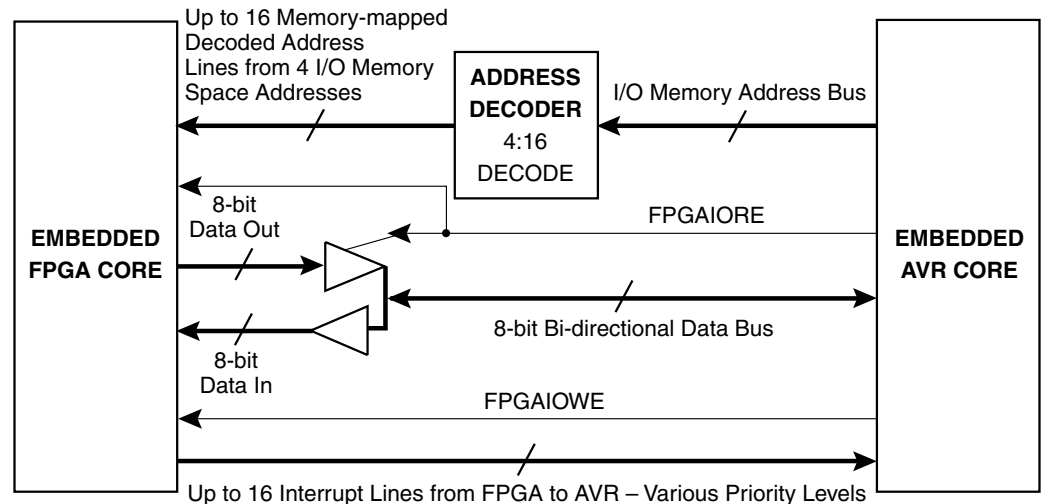 Up to 16 Memory-mapped
Decoded Address
Lines from 4 I/O Memory
Space Addresses
ADDRESS
DECODER
4:16
DECODE
I/O Memory Address Bus
8-bit
Data Out
FPGAIORE
EMBEDDED
FPGA CORE
EMBEDDED
AVR CORE
8-bit Bi-directional Data Bus
8-bit
Data In
FPGAIOWE
Up to 16 Interrupt Lines from FPGA to AVR – Various Priority Levels